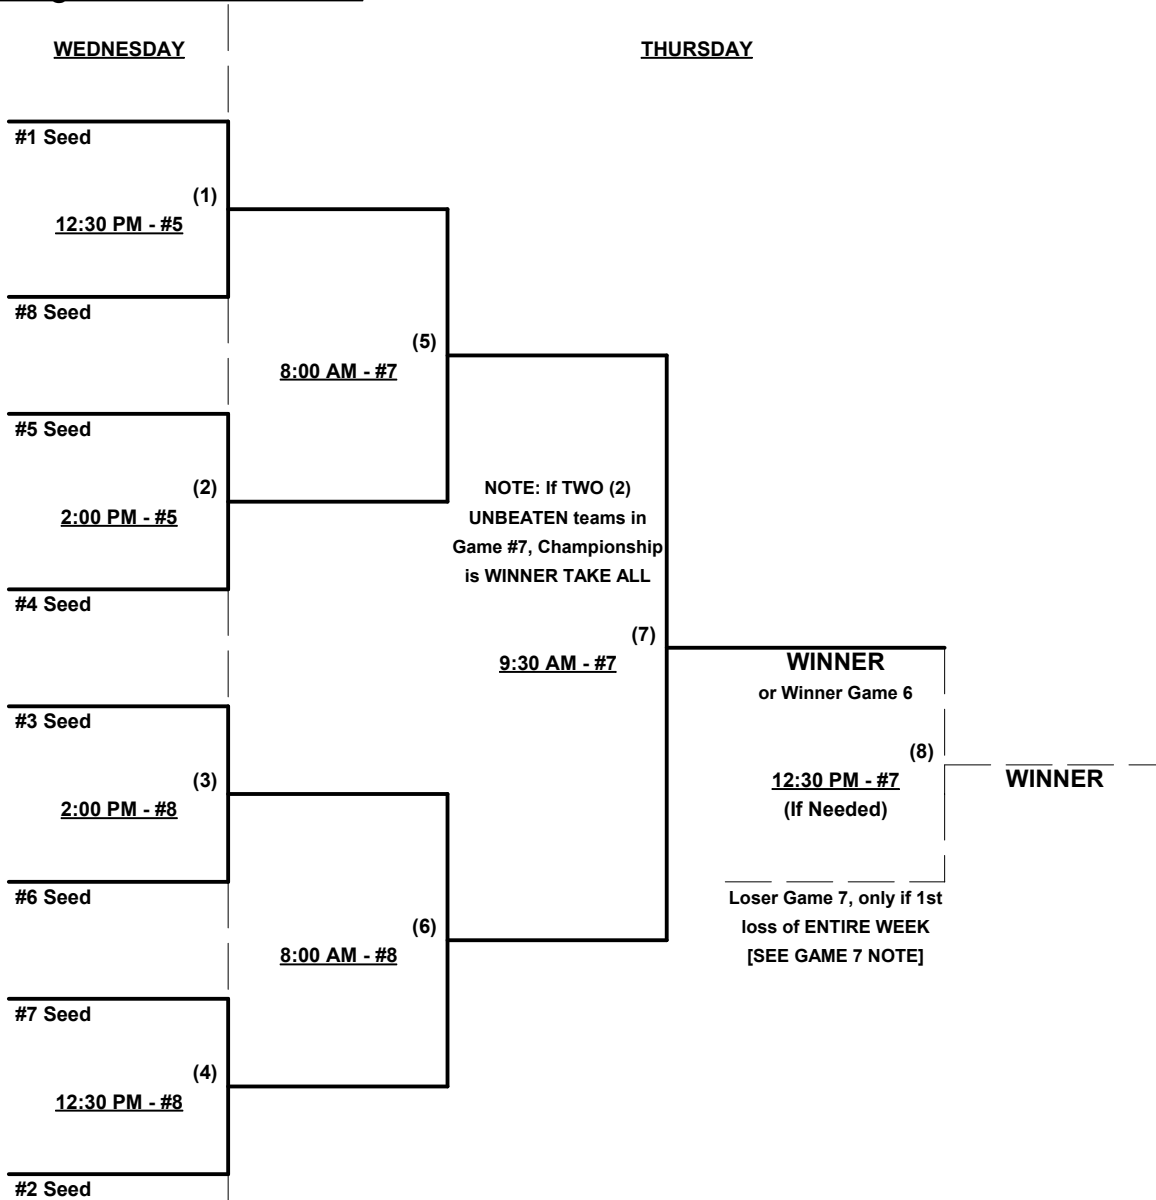 WEDNESDAY
THURSDAY
#1 Seed
(1)
12:30 PM - #5
#8 Seed
(5)
8:00 AM - #7
#5 Seed
(2)
2:00 PM - #5
#4 Seed
NOTE: If TWO (2)
UNBEATEN teams in
Game #7, Championship
is WINNER TAKE ALL
(7)
9:30 AM - #7
WINNER
or Winner Game 6
(8)
12:30 PM - #7
(If Needed)
WINNER
Loser Game 7, only if 1st
loss of ENTIRE WEEK
[SEE GAME 7 NOTE]
#3 Seed
(3)
2:00 PM - #8
#6 Seed
(6)
8:00 AM - #8
#7 Seed
(4)
12:30 PM - #8
#2 Seed